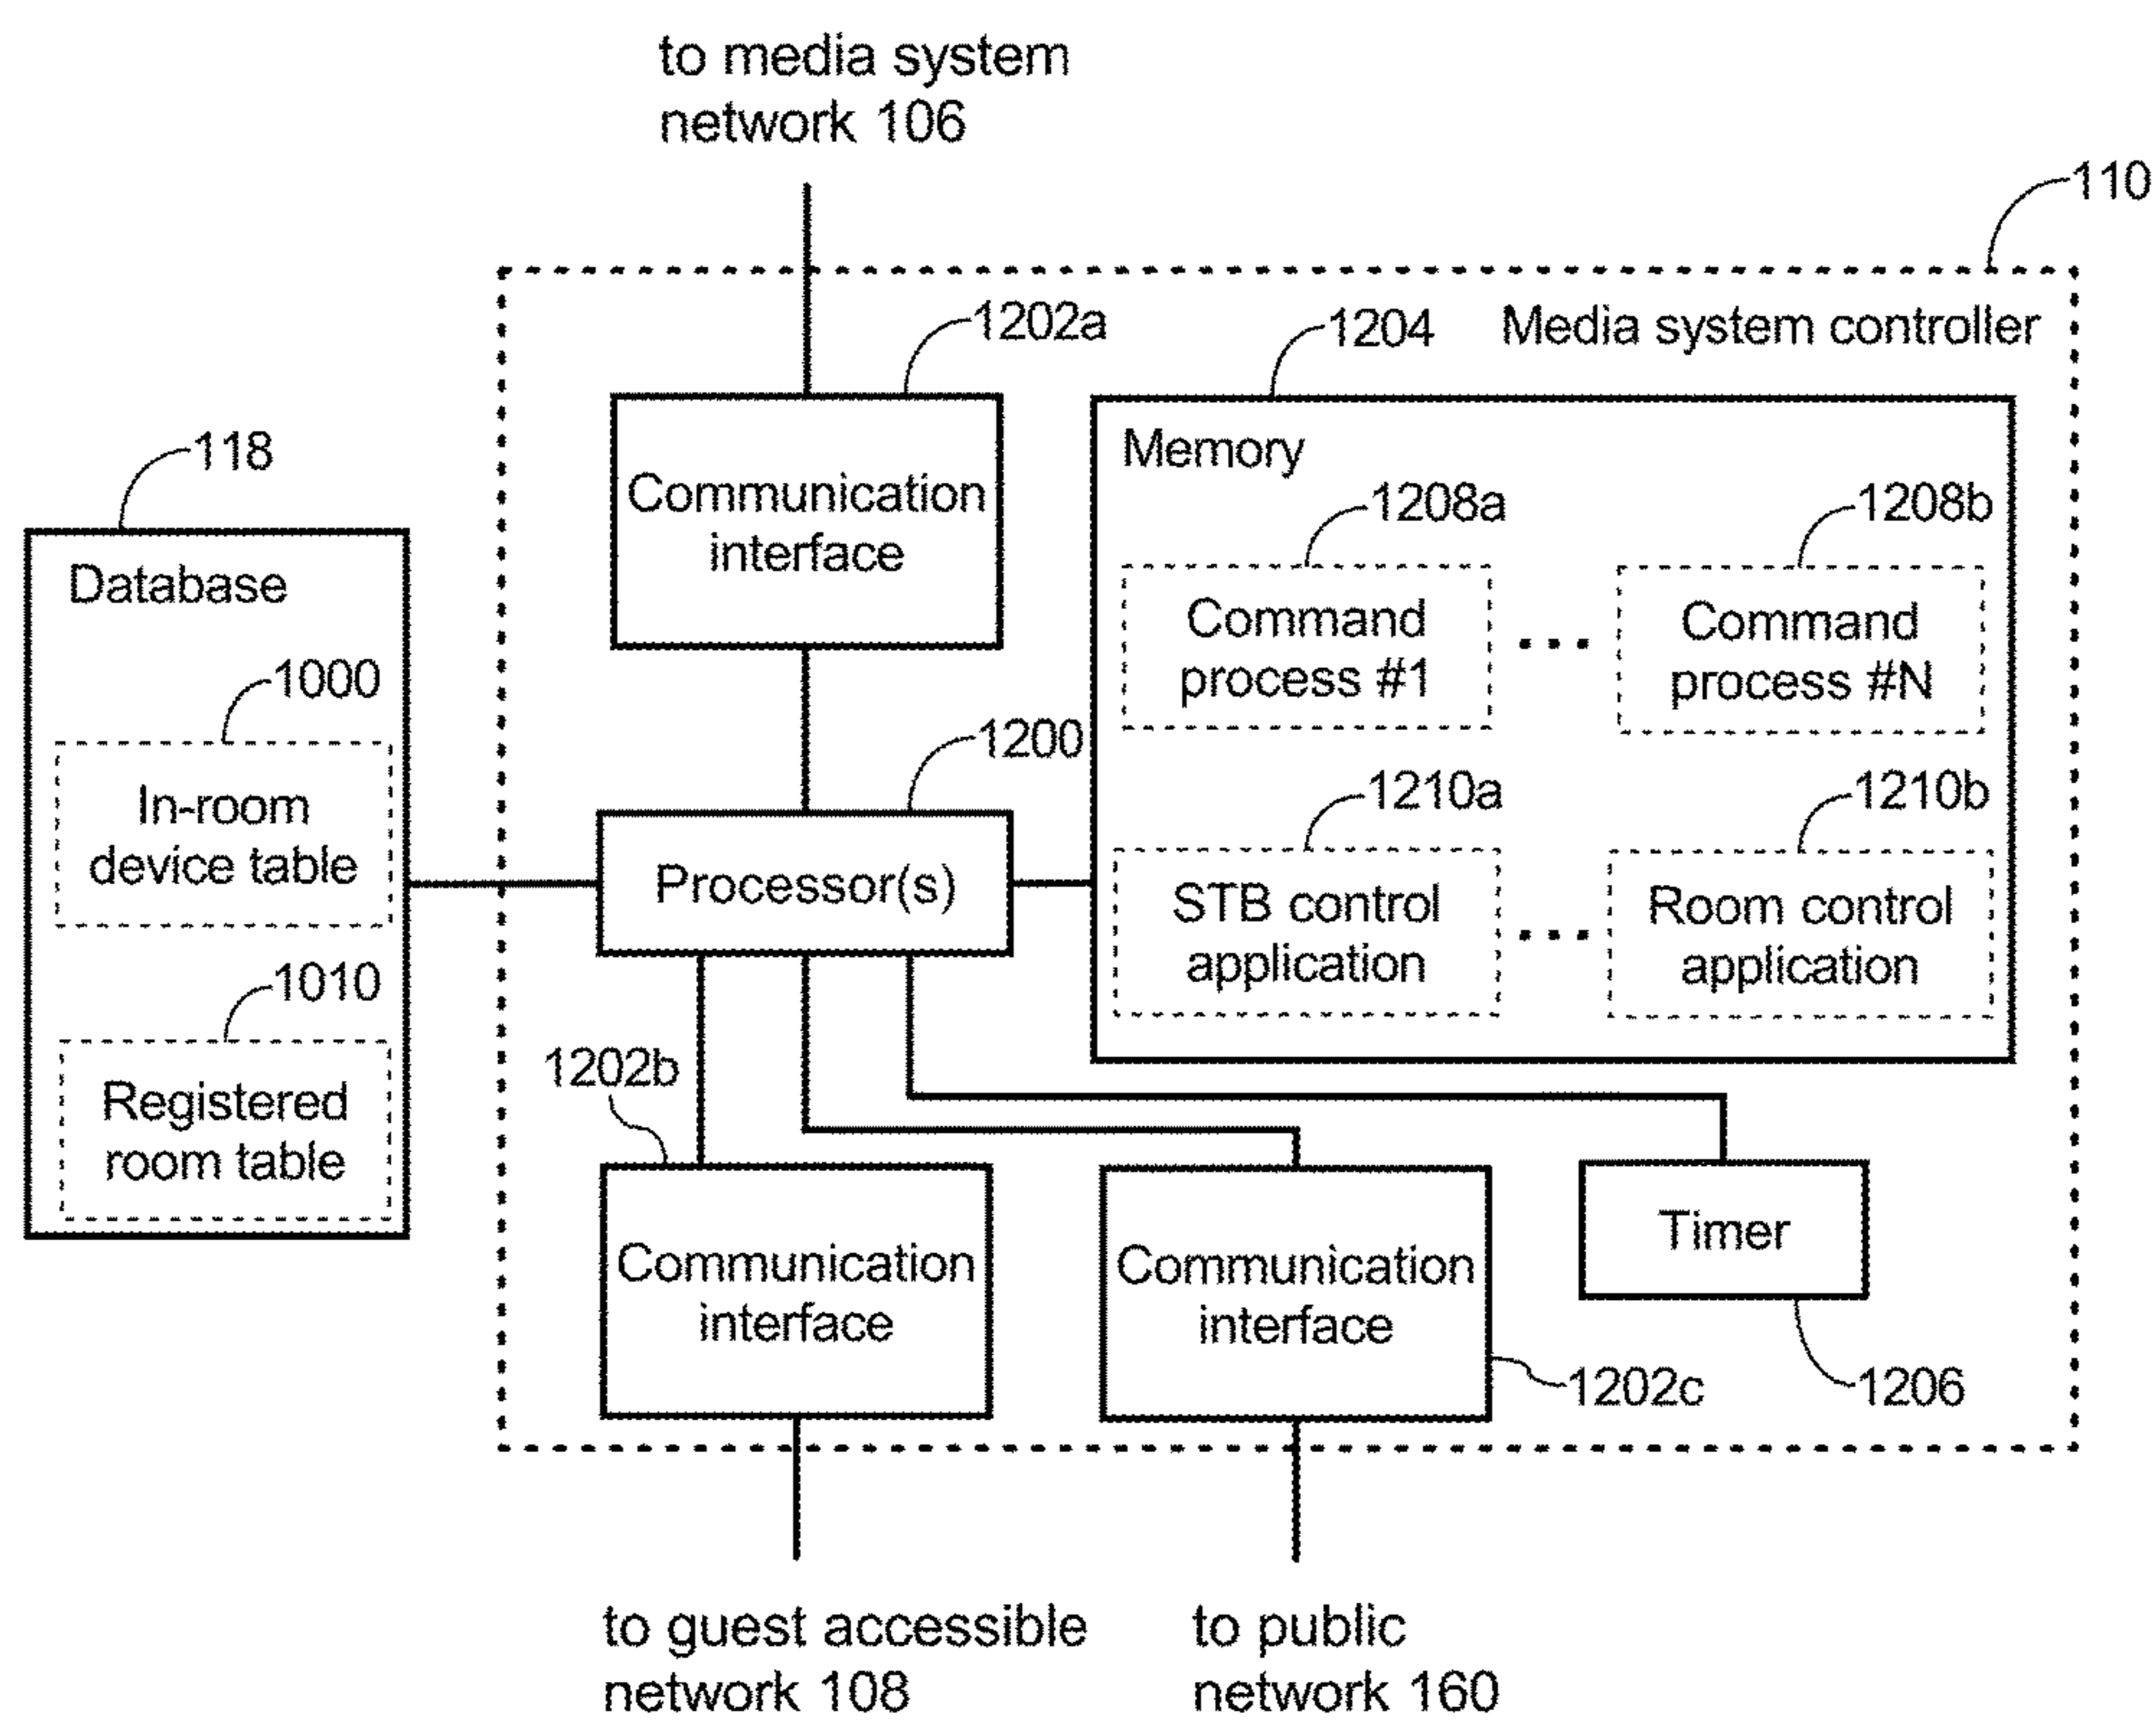 to media system
network 106
110
1202a
1204
Media system controller
118
Communication
interface
Memory
1208a
1208b
Database
Command
process #1
...
Command
process #N
1000
1200
1210a
1210b
In-room
device table
Processor(s)
STB control
application
...
Room control
application
1010
1202b
Registered
room table
Communication
interface
Communication
interface
Timer
1202c
1206
to guest accessible
network 108
to public
network 160